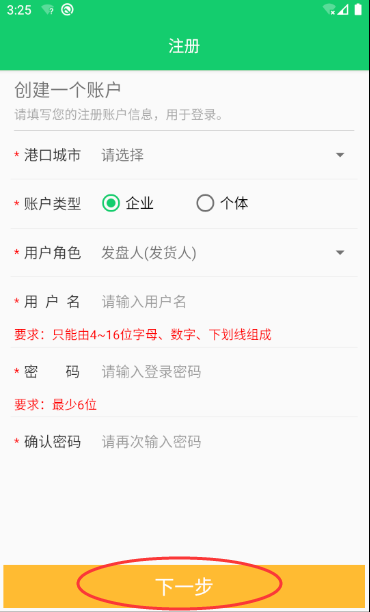 3:25
注册
创建一个账户
请填写您的注册账户信息，用于登录。
* 港口城市 请选择
* 账户类型 企业 个体
* 用户角色 发盘人(发货人)
* 用 户 名 请输入用户名
要求：只能由4~16位字母、数字、下划线组成
* 密 码 请输入登录密码
要求：最少6位
* 确认密码 请再次输入密码
下一步